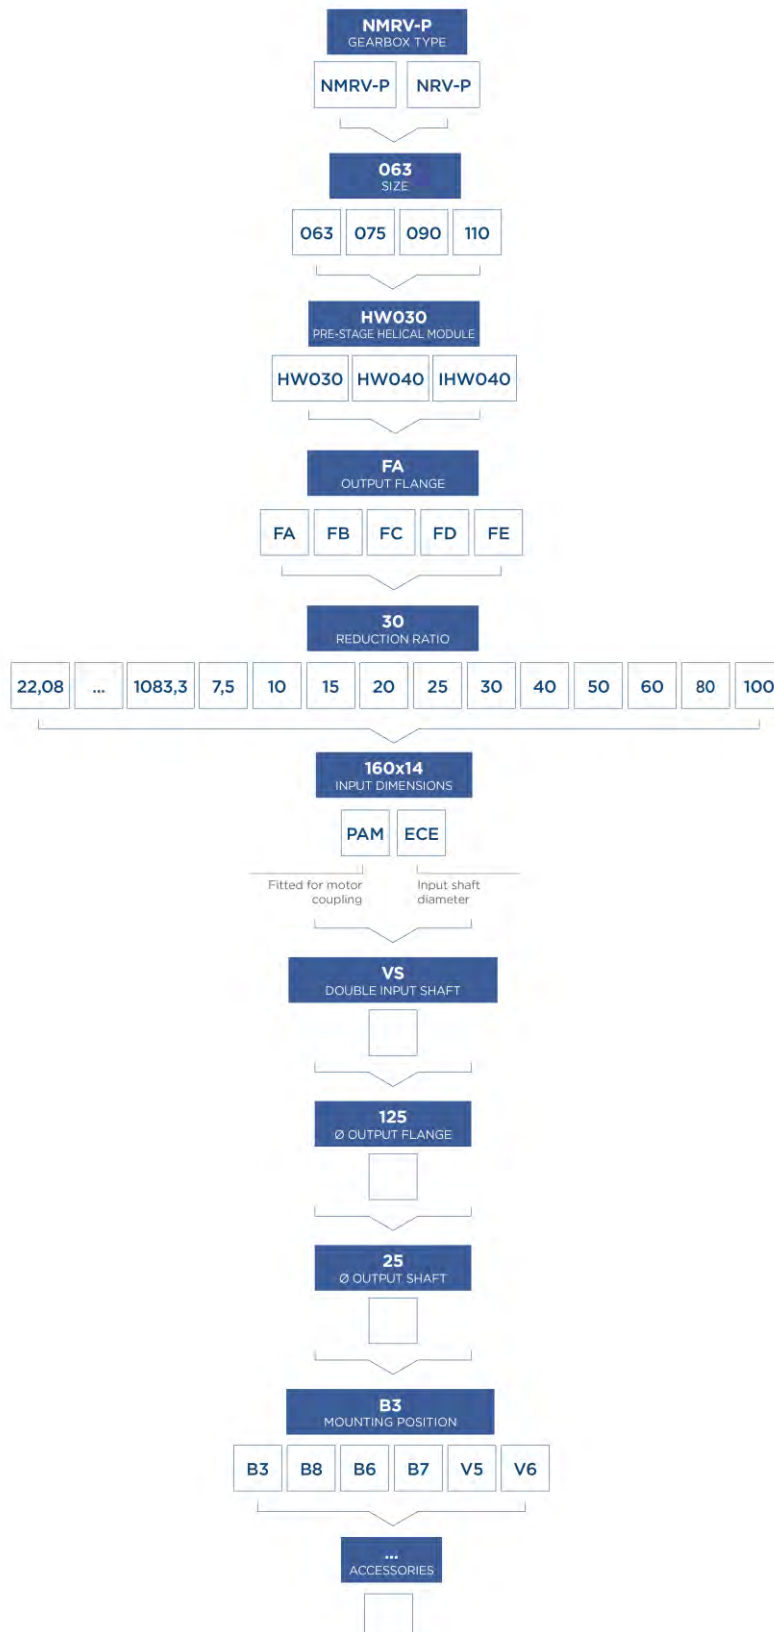 NMRV-P
GEARBOX TYPE
NMRV-P NRV-P
063
SIZE
063 075 090 110
HW030
PRE-STAGE HELICAL MODULE
HW030 HW040 IHW040
FA
OUTPUT FLANGE
FA FB FC FD FE
30
REDUCTION RATIO
22,08 ... 1083,3 7,5 10 15 20 25 30 40 50 60 80 100
160x14
INPUT DIMENSIONS
PAM ECE
Fitted for motor Input shaft
coupling diameter
VS
DOUBLE INPUT SHAFT
125
Ø OUTPUT FLANGE
25
Ø OUTPUT SHAFT
B3
MOUNTING POSITION
B3 B8 B6 B7 V5 V6
...
ACCESSORIES